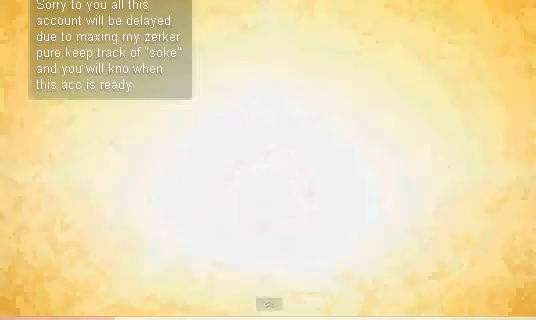 Sorry to you all this
account will be delayed
due to maxing my zerker
pure keep track of "soke"
and you will kno when
this acc is ready